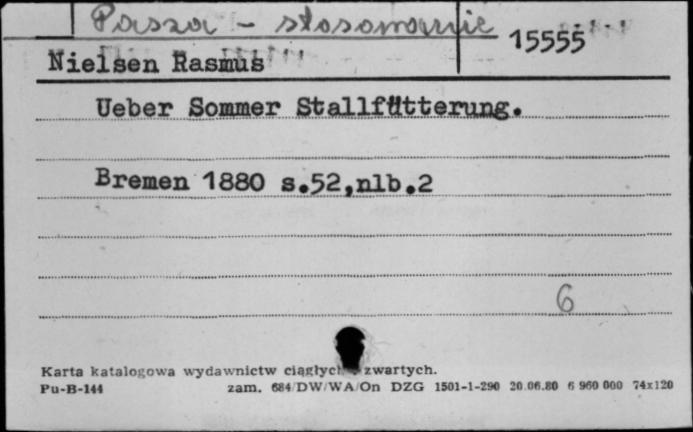 Pasza - stosowanie
15555
Nielsen Rasmus
Ueber Sommer Stallfütterung.
Bremen 1880 s.52,nlb.2
6
Karta katalogowa wydawnictw ciągłych zwartych.
Pu-B-144 zam. 684/DW/WA/On DZG 1501-1-290 20.06.80 6 960 000 74x120